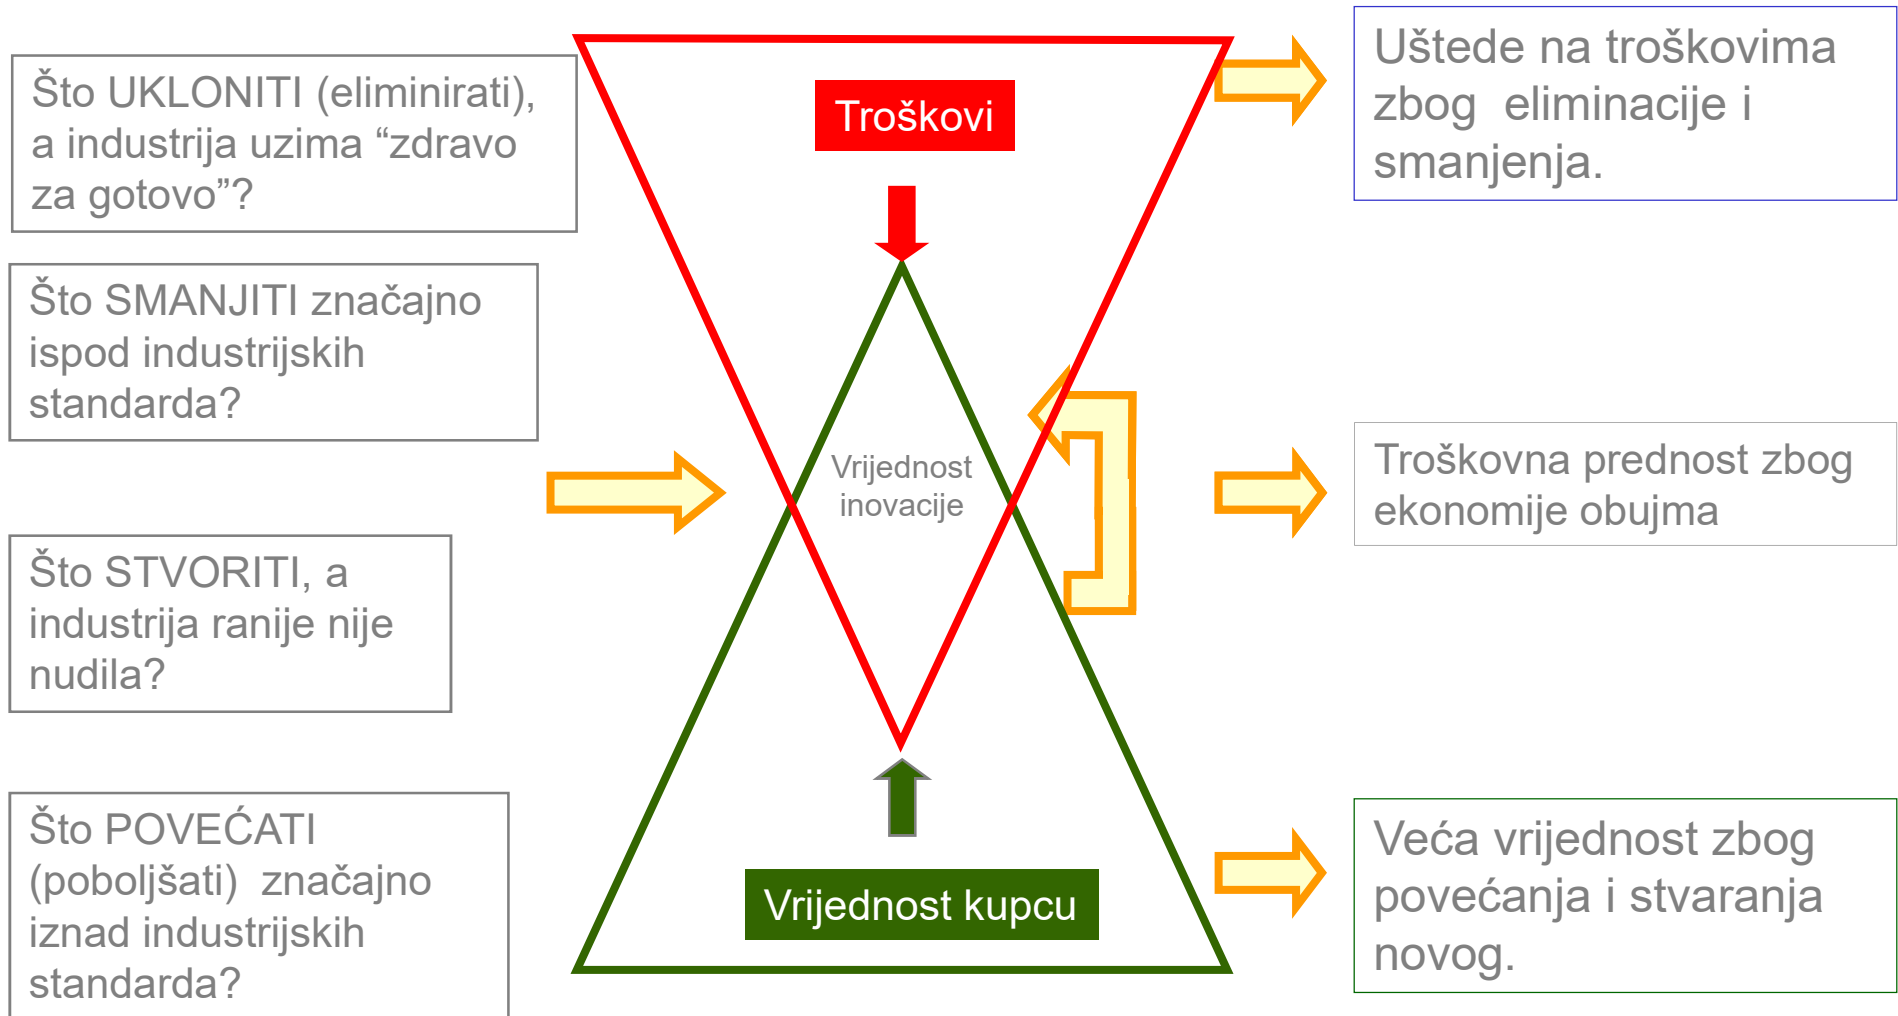 Što UKLONITI (eliminirati),
a industrija uzima “zdravo
za gotovo”?
Što SMANJITI značajno
ispod industrijskih
standarda?
Što STVORITI, a
industrija ranije nije
nudila?
Što POVEĆATI
(poboljšati)  značajno
iznad industrijskih
standarda?
Troškovi
Vrijednost
inovacije
Vrijednost kupcu
Uštede na troškovima
zbog  eliminacije i
smanjenja.
Troškovna prednost zbog
ekonomije obujma
Veća vrijednost zbog
povećanja i stvaranja
novog.